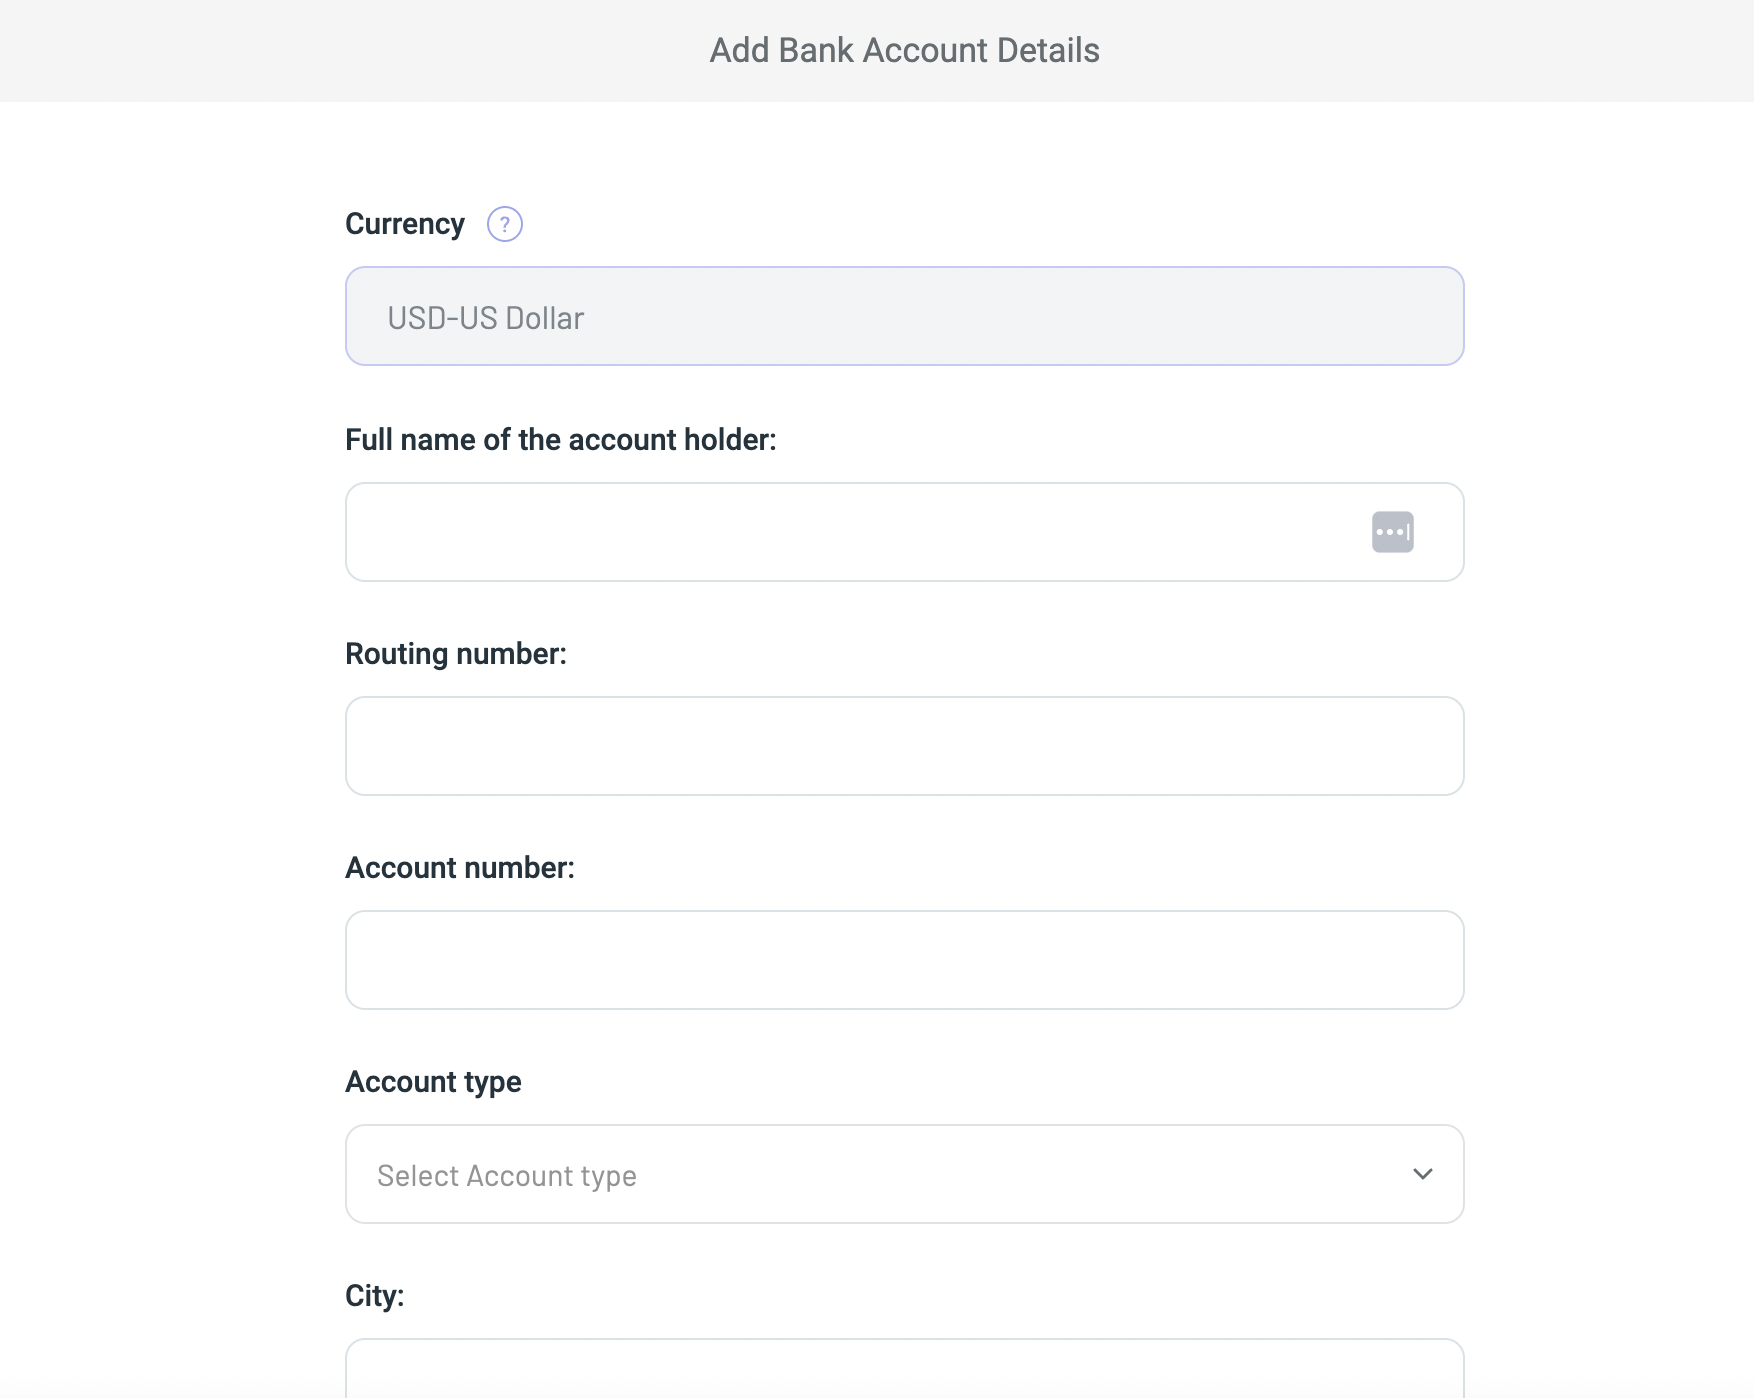 Add Bank Account Details
Currency ?
USD-US Dollar
Full name of the account holder:
Routing number:
Account number:
Account type
Select Account type
City: